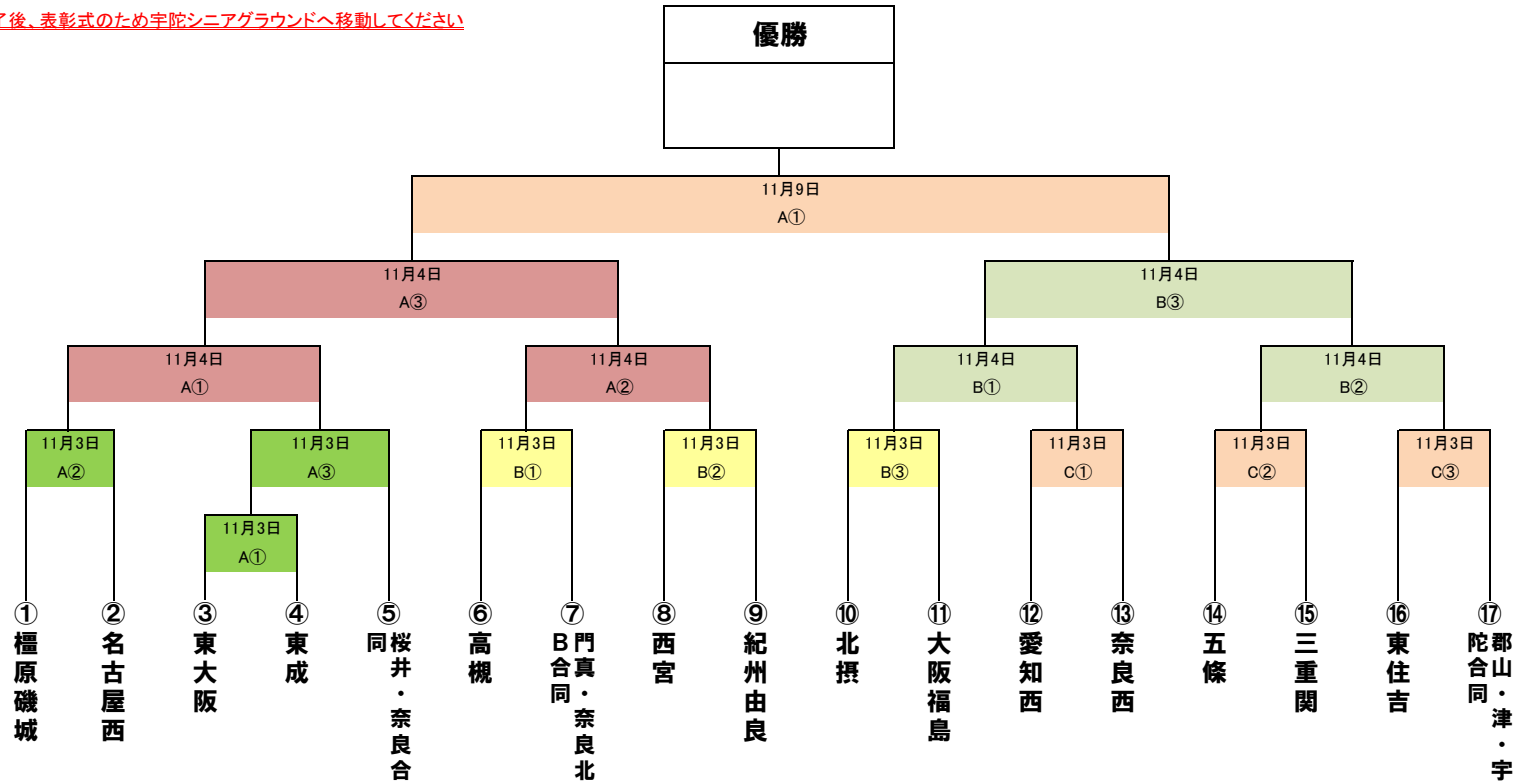 了後、表彰式のため宇陀シニアグラウンドへ移動してください
優勝
11月9日
A①
11月4日
A③
11月4日
B③
11月4日
A①
11月4日
A②
11月4日
B①
11月4日
B②
11月3日
A②
11月3日
A③
11月3日
B①
11月3日
B②
11月3日
B③
11月3日
C①
11月3日
C②
11月3日
C③
11月3日
A①
①
橿原磯城
②
名古屋西
③
東大阪
④
東成
⑤
桜井・奈良合
同
⑥
高槻
⑦
門真・奈良北
B合同
⑧
西宮
⑨
紀州由良
⑩
北摂
⑪
大阪福島
⑫
愛知西
⑬
奈良西
⑭
五條
⑮
三重関
⑯
東住吉
⑰
郡山・津・宇
陀合同